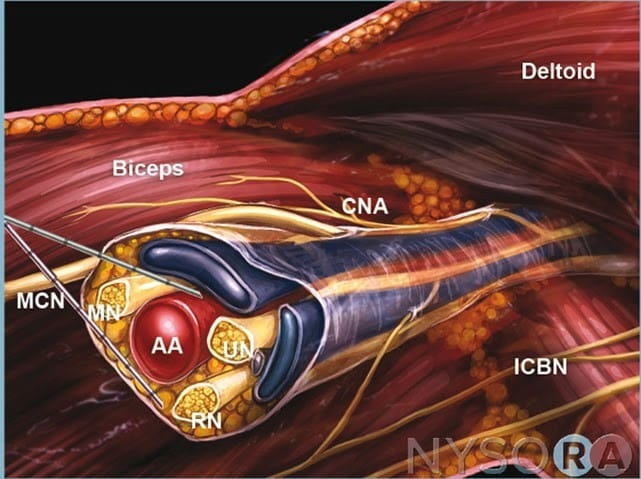 Deltoid
Biceps
CNA
MCN
MN
AA
UN
ICBN
RN
NYSORA